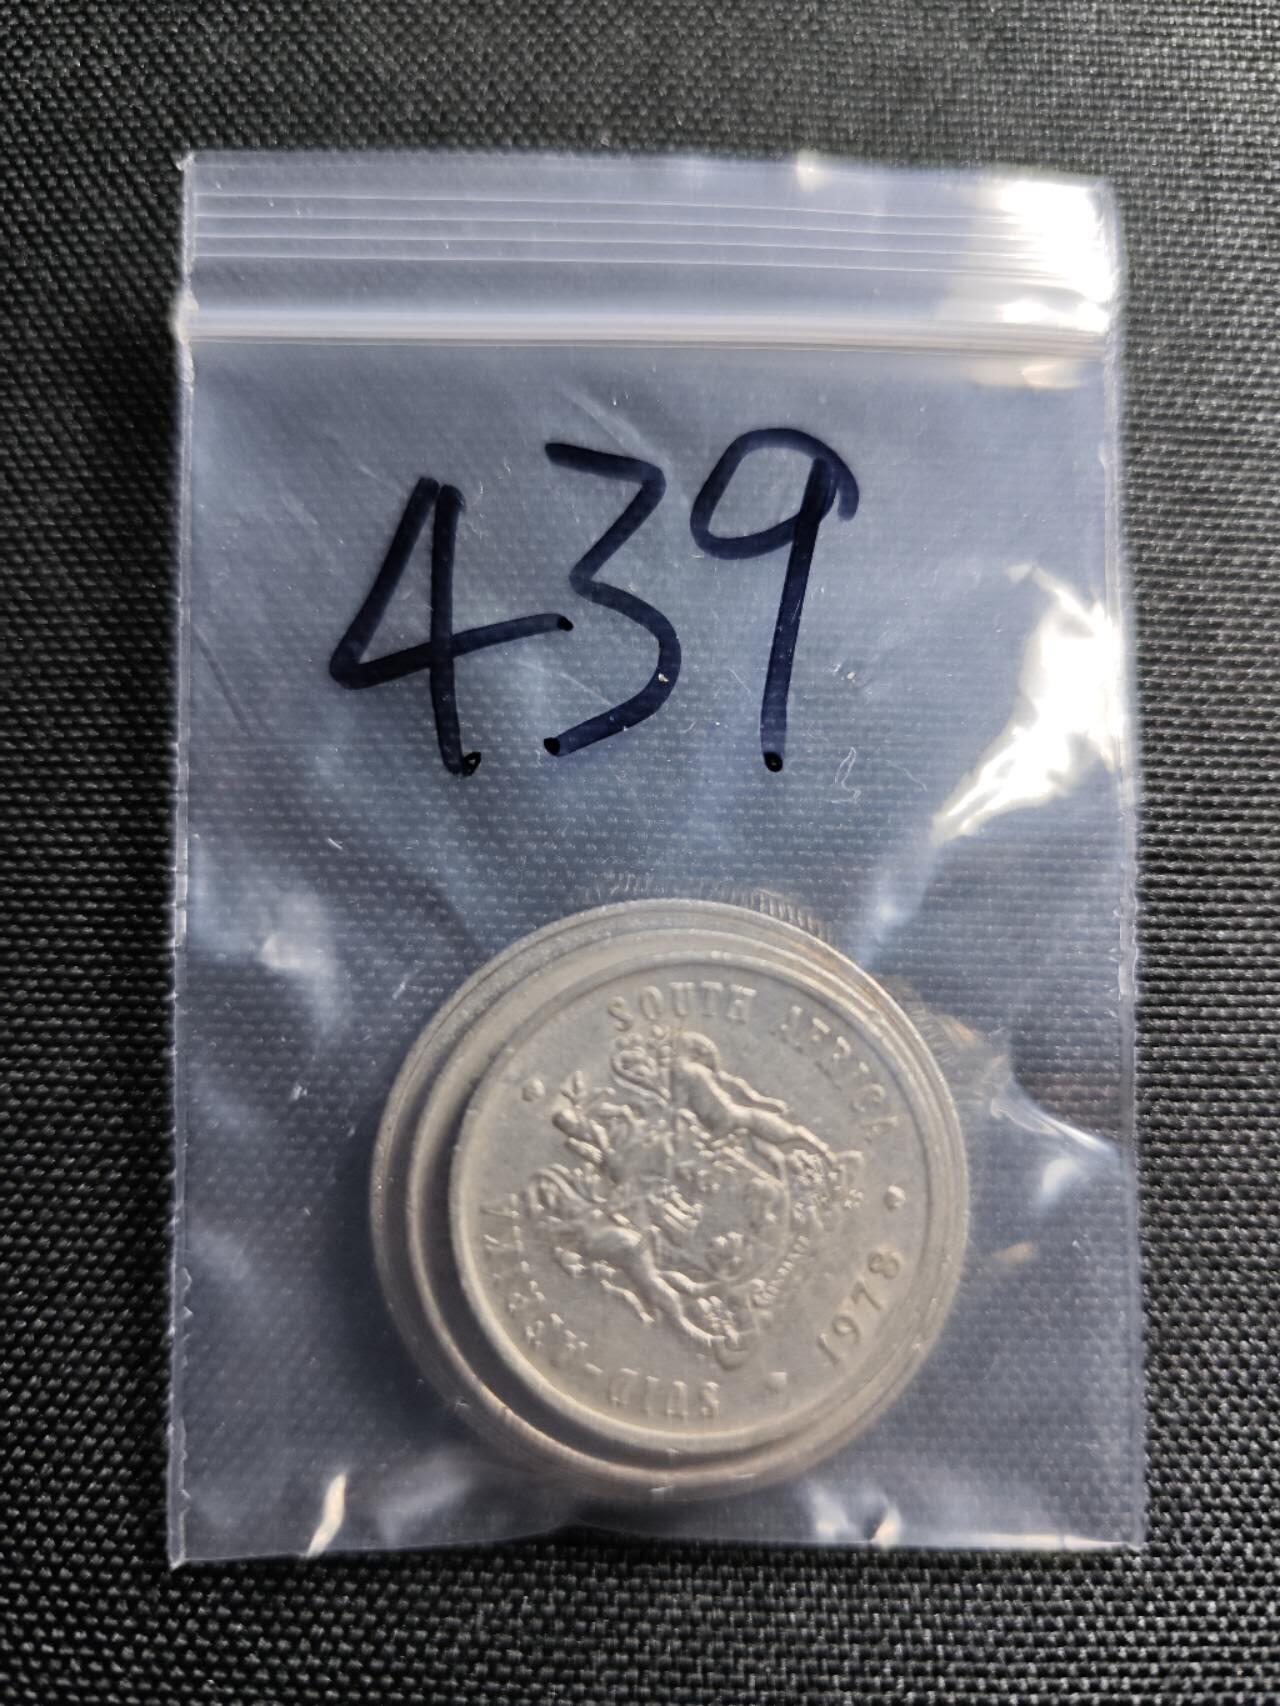 439
SOUTH AFRICA
1978
SUID-AFRIKA